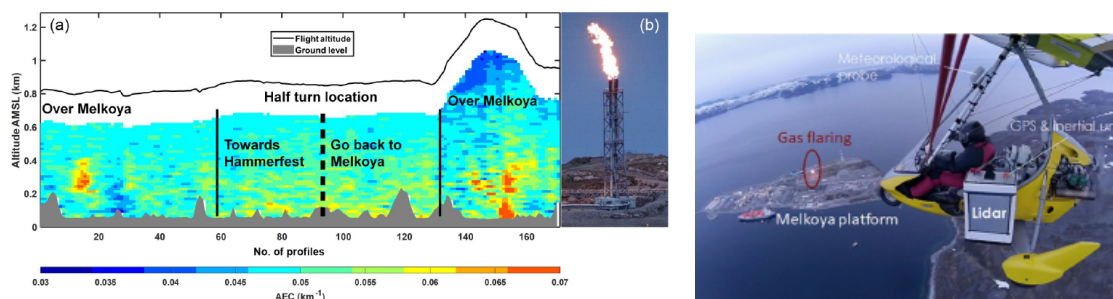 (a)
Flight altitude
Ground level
Altitude AMSL (km)
1.2
1
0.8
0.6
0.4
0.2
0
Over Melkoya
Half turn location
Over Melkoya
Towards
Hammerfest
Go back to
Melkoya
20
40
60
80
100
120
140
160
No. of profiles
0.03
0.035
0.04
0.045
0.05
0.055
0.06
0.065
0.07
AEC (km⁻¹)
(b)
Meteorological
probe
GPS & inertial un
Gas flaring
Melkoya platform
Lidar